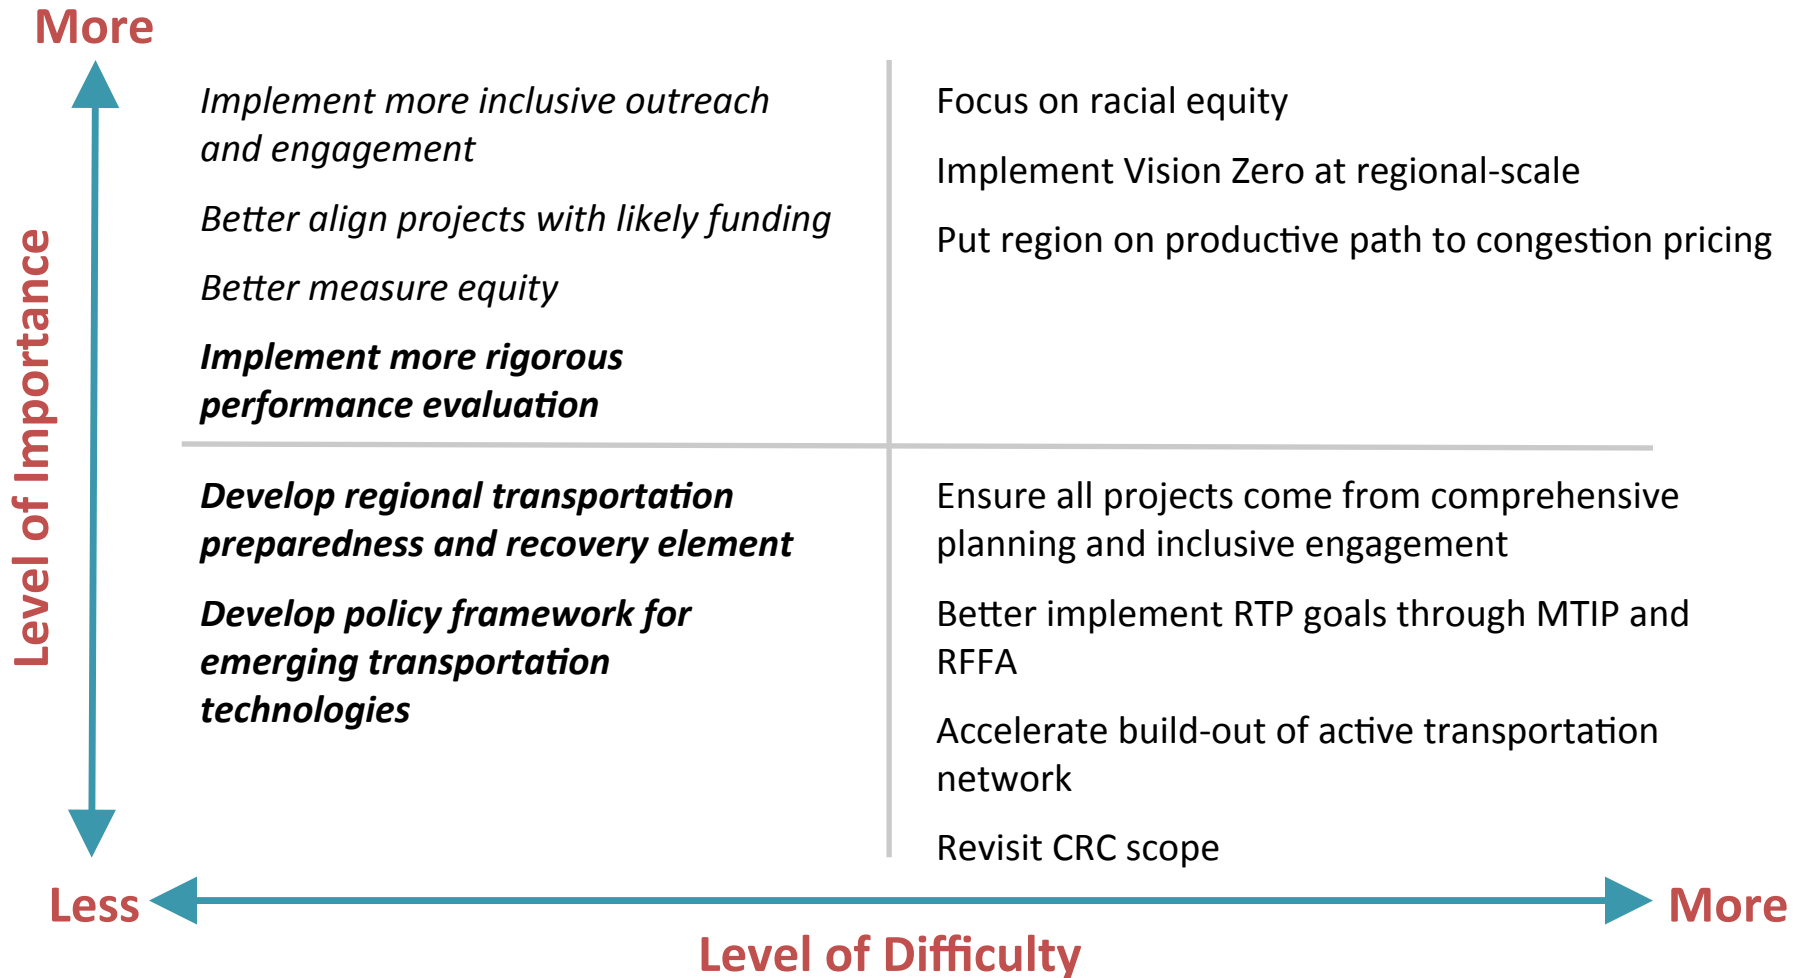 More
Implement more inclusive outreach
and engagement
Better align projects with likely funding
Better measure equity
Implement more rigorous
performance evaluation
Focus on racial equity
Implement Vision Zero at regional-scale
Put region on productive path to congestion pricing
Level of Importance
Develop regional transportation
preparedness and recovery element
Develop policy framework for
emerging transportation
technologies
Ensure all projects come from comprehensive
planning and inclusive engagement
Better implement RTP goals through MTIP and
RFFA
Accelerate build-out of active transportation
network
Revisit CRC scope
Less
More
Level of Difficulty